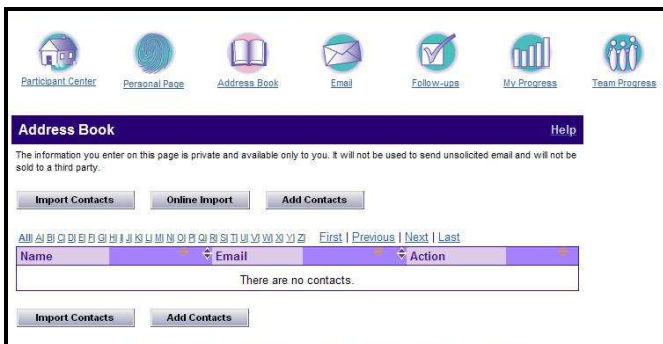 Participant Center Personal Page Address Book Email Follow-ups My Progress Team Progress
Address Book Help
The information you enter on this page is private and available only to you. It will not be used to send unsolicited email and will not be
sold to a third party.
Import Contacts Online Import Add Contacts
All| A| B| C| D| E| F| G| H| I| J| K| L| M| N| O| P| Q| R| S| T| U| V| W| X| Y| Z| First | Previous | Next | Last
Name Email Action
There are no contacts.
Import Contacts Add Contacts